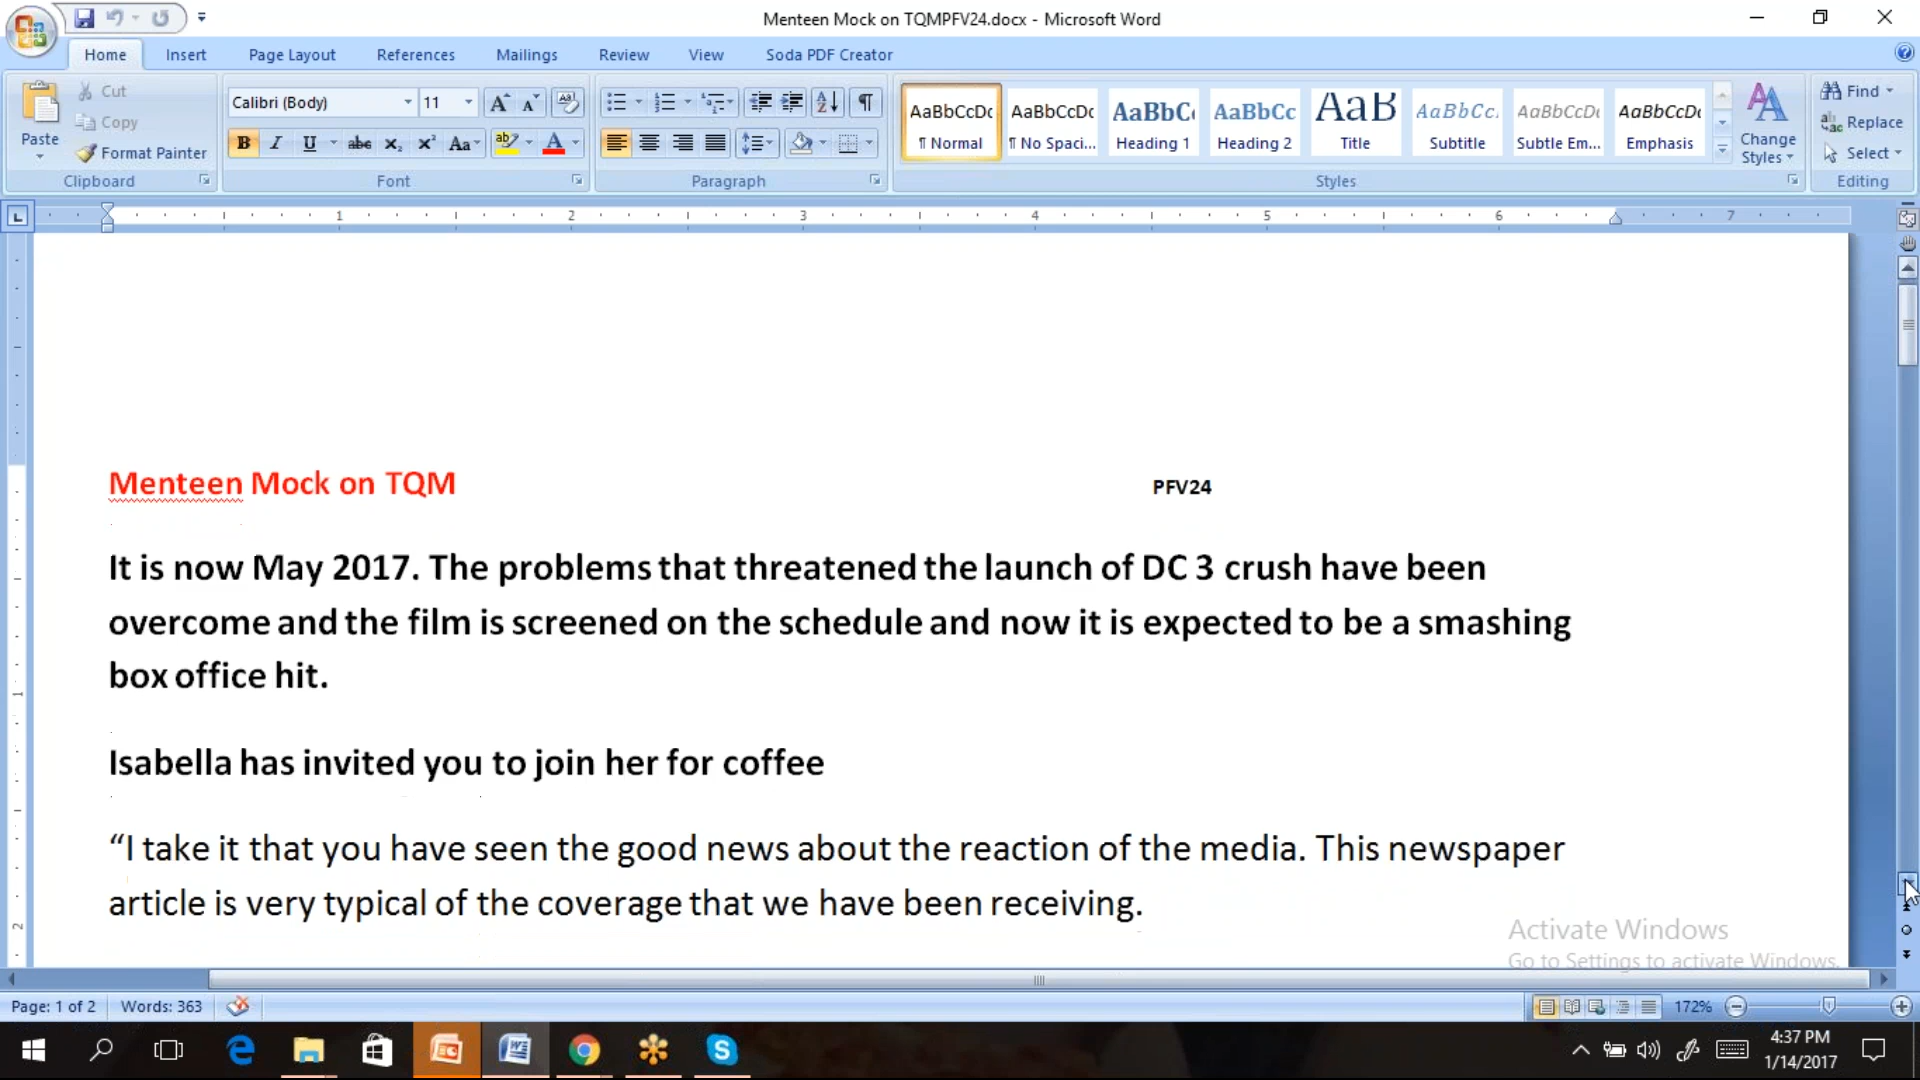 Menteen Mock on TQMPFV24.docx - Microsoft Word
Home Insert Page Layout References Mailings Review View Soda PDF Creator
Paste
Cut
Copy
Format Painter
Clipboard
Calibri (Body) 11
Font
Paragraph
AaBbCcDc AaBbCcDc AaBbC AaBbCc AaB AaBbCc. AaBbCcDc AaBbCcDc
¶ Normal ¶ No Spaci... Heading 1 Heading 2 Title Subtitle Subtle Em... Emphasis
Change Styles
Styles
Find
Replace
Select
Editing
1 2 3 4 5 6 7
Menteen Mock on TQM PFV24
It is now May 2017. The problems that threatened the launch of DC 3 crush have been
overcome and the film is screened on the schedule and now it is expected to be a smashing
box office hit.
Isabella has invited you to join her for coffee
“I take it that you have seen the good news about the reaction of the media. This newspaper
article is very typical of the coverage that we have been receiving.
Activate Windows
Go to Settings to activate Windows.
Page: 1 of 2 Words: 363 172%
4:37 PM
1/14/2017